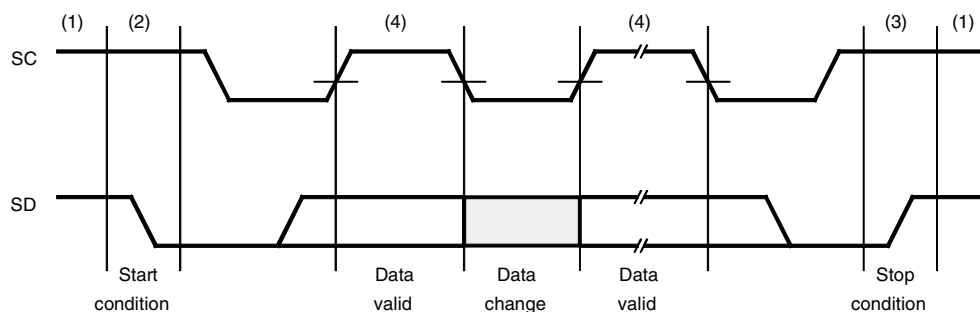 (1) (2) (4) (4) (3) (1)
SC
SD
Start Data Data Data Stop
condition valid change valid condition